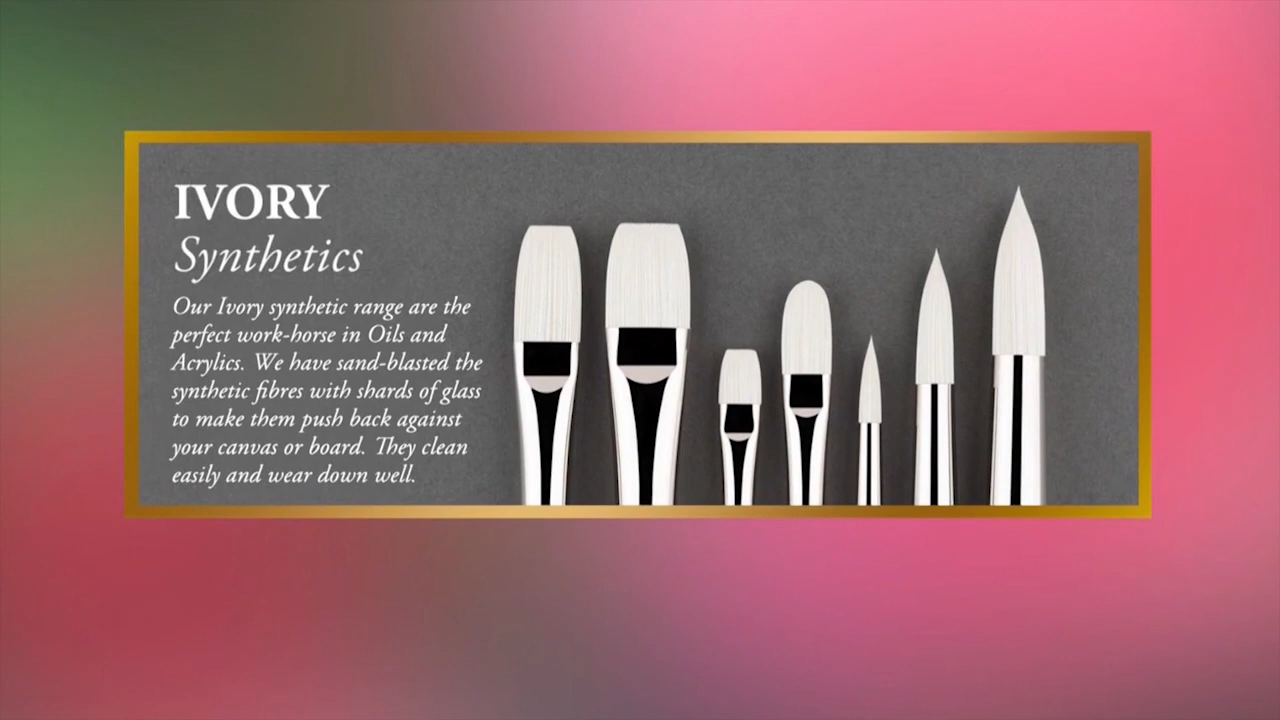 IVORY
Synthetics
Our Ivory synthetic range are the
perfect work-horse in Oils and
Acrylics. We have sand-blasted the
synthetic fibres with shards of glass
to make them push back against
your canvas or board. They clean
easily and wear down well.